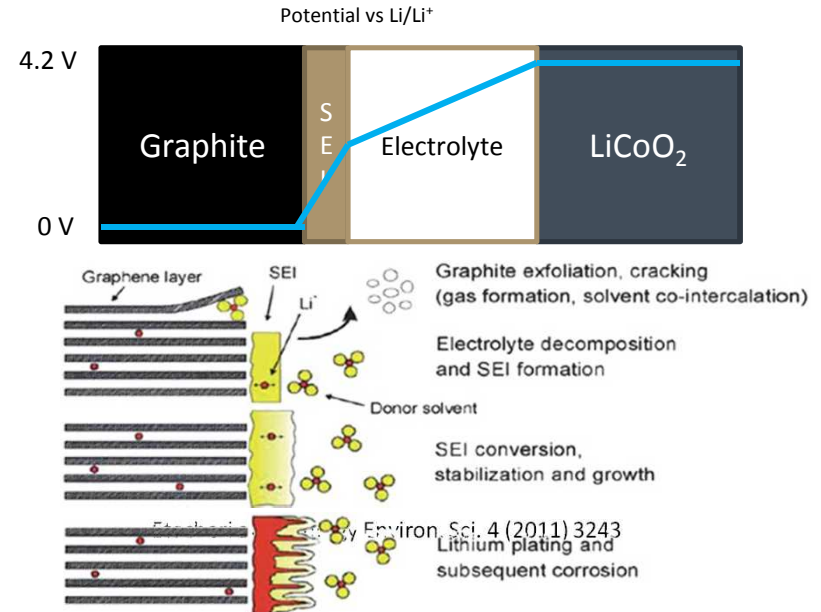 Potential vs Li/Li⁺
4.2 V
0 V
Graphite
S
E
Electrolyte
LiCoO₂
Graphene layer
SEI
Li⁺
Donor solvent
Graphite exfoliation, cracking
(gas formation, solvent co-intercalation)
Electrolyte decomposition
and SEI formation
SEI conversion,
stabilization and growth
Environ. Sci. 4 (2011) 3243
Lithium plating and
subsequent corrosion